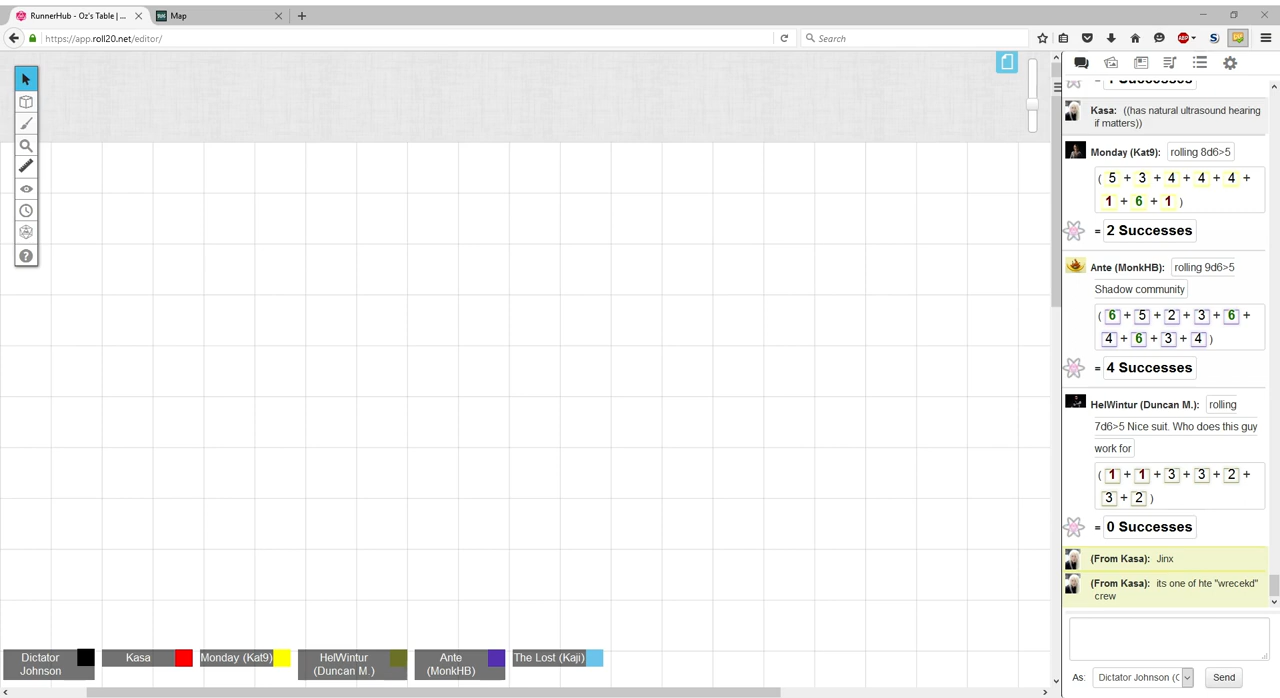 RunnerHub - Oz's Table | ...
Map
https://app.roll20.net/editor/
Search
ABP
Kasa: ((has natural ultrasound hearing
if matters))
Monday (Kat9): rolling 8d6>5
( 5 + 3 + 4 + 4 + 4 +
1 + 6 + 1 )
= 2 Successes
Ante (MonkHB): rolling 9d6>5
Shadow community
( 6 + 5 + 2 + 3 + 6 +
4 + 6 + 3 + 4 )
= 4 Successes
HelWintur (Duncan M.): rolling
7d6>5 Nice suit. Who does this guy
work for
( 1 + 1 + 3 + 3 + 2 +
3 + 2 )
= 0 Successes
(From Kasa): Jinx
(From Kasa): its one of hte "wrecekd"
crew
Dictator
Johnson
Kasa
Monday (Kat9)
HelWintur
(Duncan M.)
Ante
(MonkHB)
The Lost (Kaji)
As: Dictator Johnson (
Send